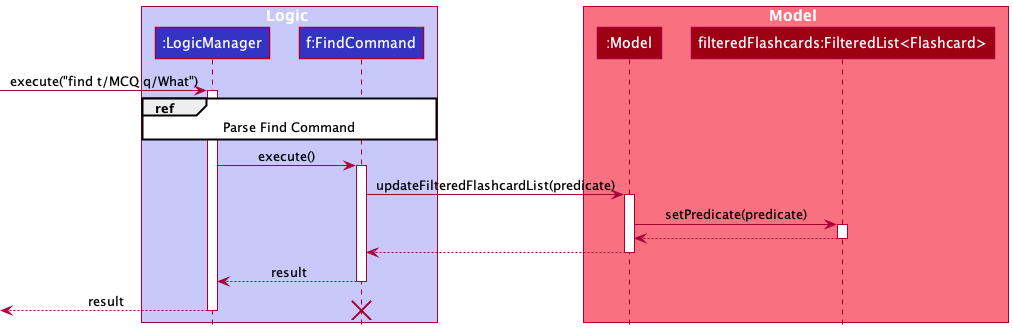 Logic
Model
:LogicManager
f:FindCommand
:Model
filteredFlashcards:FilteredList<Flashcard>
execute("find t/MCQ q/What")
ref
Parse Find Command
execute()
updateFilteredFlashcardList(predicate)
setPredicate(predicate)
result
result